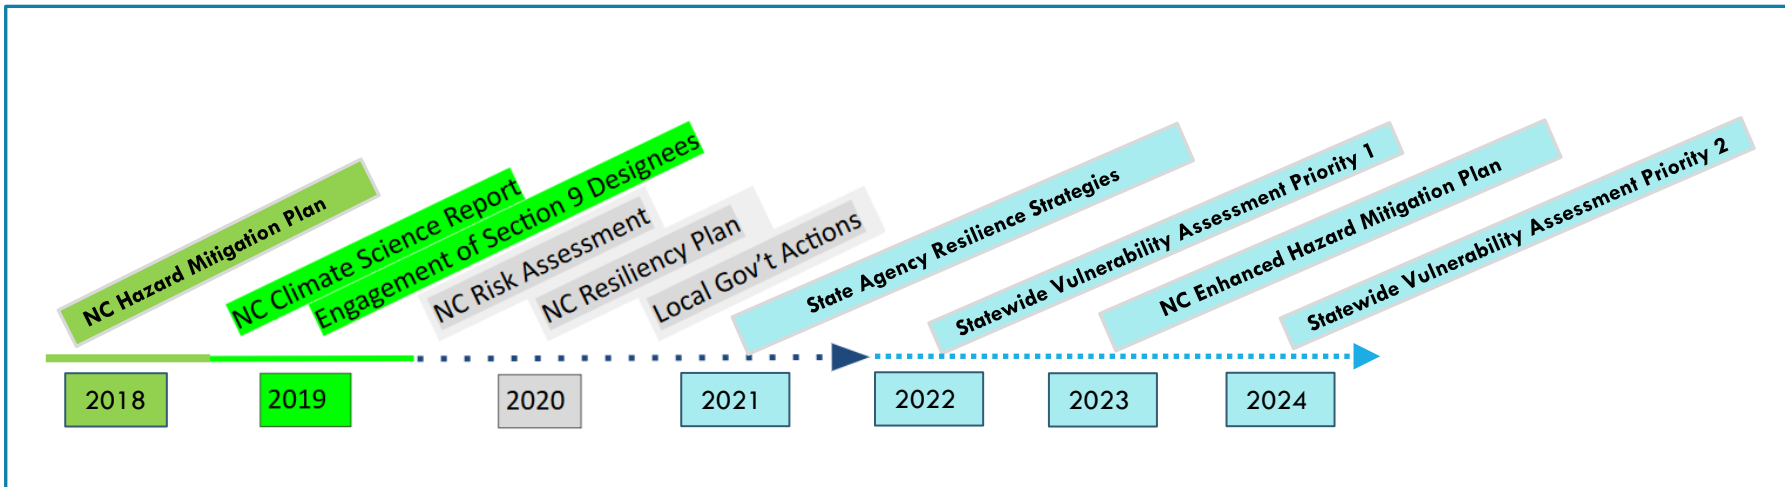 NC Hazard Mitigation Plan
NC Climate Science Report
Engagement of Section 9 Designees
NC Risk Assessment
NC Resiliency Plan
Local Gov't Actions
State Agency Resilience Strategies
Statewide Vulnerability Assessment Priority 1
NC Enhanced Hazard Mitigation Plan
Statewide Vulnerability Assessment Priority 2
2018
2019
2020
2021
2022
2023
2024